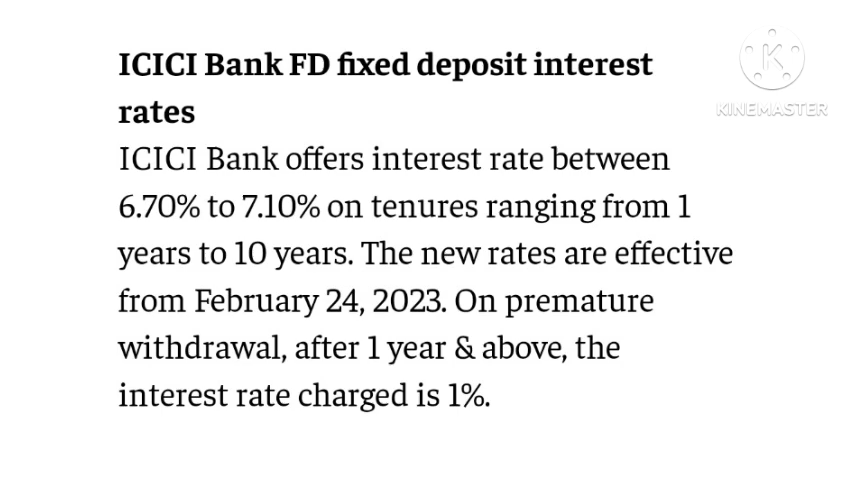 ICICI Bank FD fixed deposit interest
rates
ICICI Bank offers interest rate between
6.70% to 7.10% on tenures ranging from 1
years to 10 years. The new rates are effective
from February 24, 2023. On premature
withdrawal, after 1 year & above, the
interest rate charged is 1%.
KINEMASTER